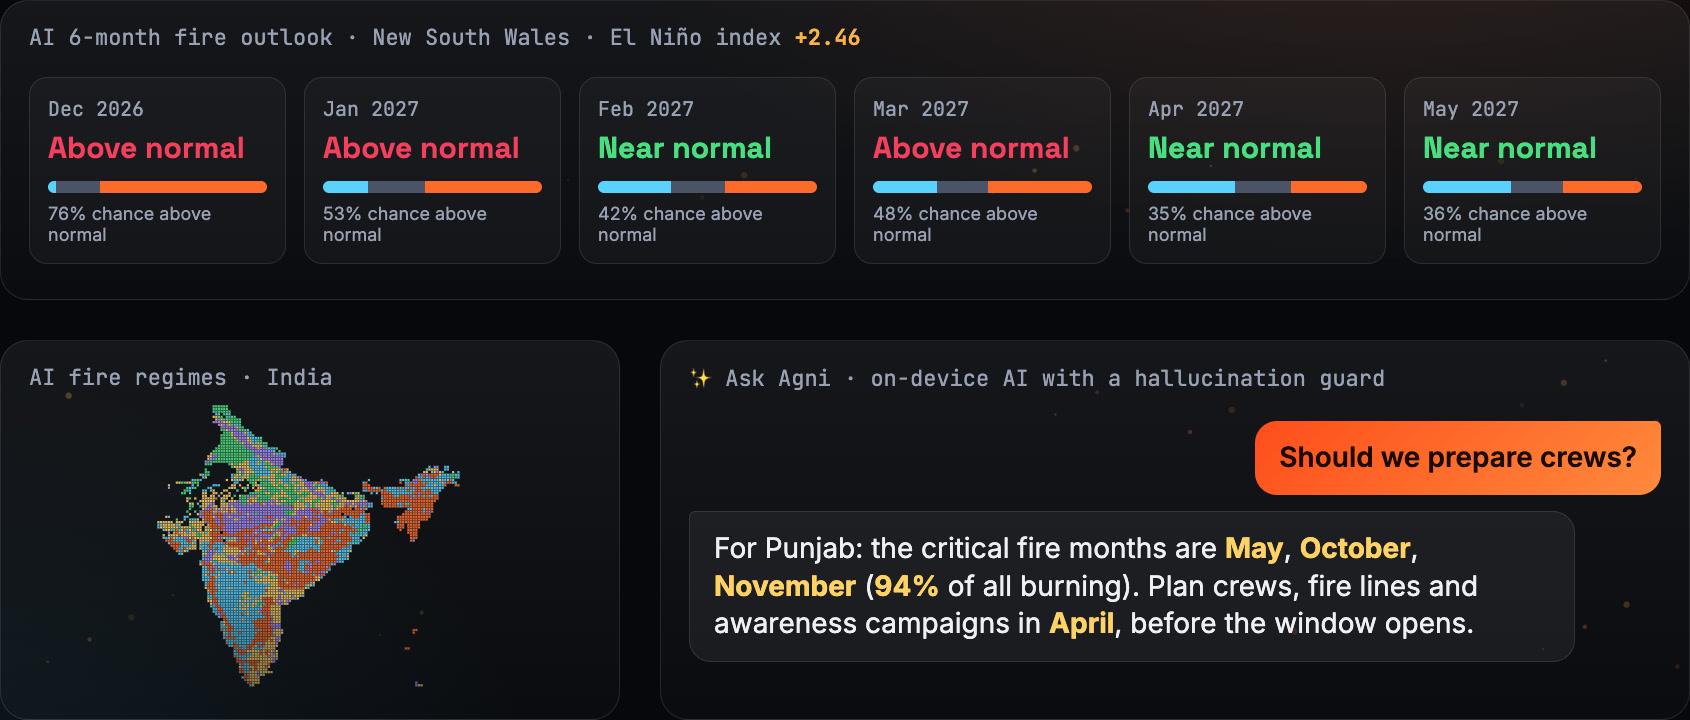 AI 6-month fire outlook · New South Wales · El Niño index +2.46
Dec 2026
Above normal
76% chance above
normal
Jan 2027
Above normal
53% chance above
normal
Feb 2027
Near normal
42% chance above
normal
Mar 2027
Above normal
48% chance above
normal
Apr 2027
Near normal
35% chance above
normal
May 2027
Near normal
36% chance above
normal
AI fire regimes · India
✨ Ask Agni · on-device AI with a hallucination guard
Should we prepare crews?
For Punjab: the critical fire months are May, October,
November (94% of all burning). Plan crews, fire lines and
awareness campaigns in April, before the window opens.